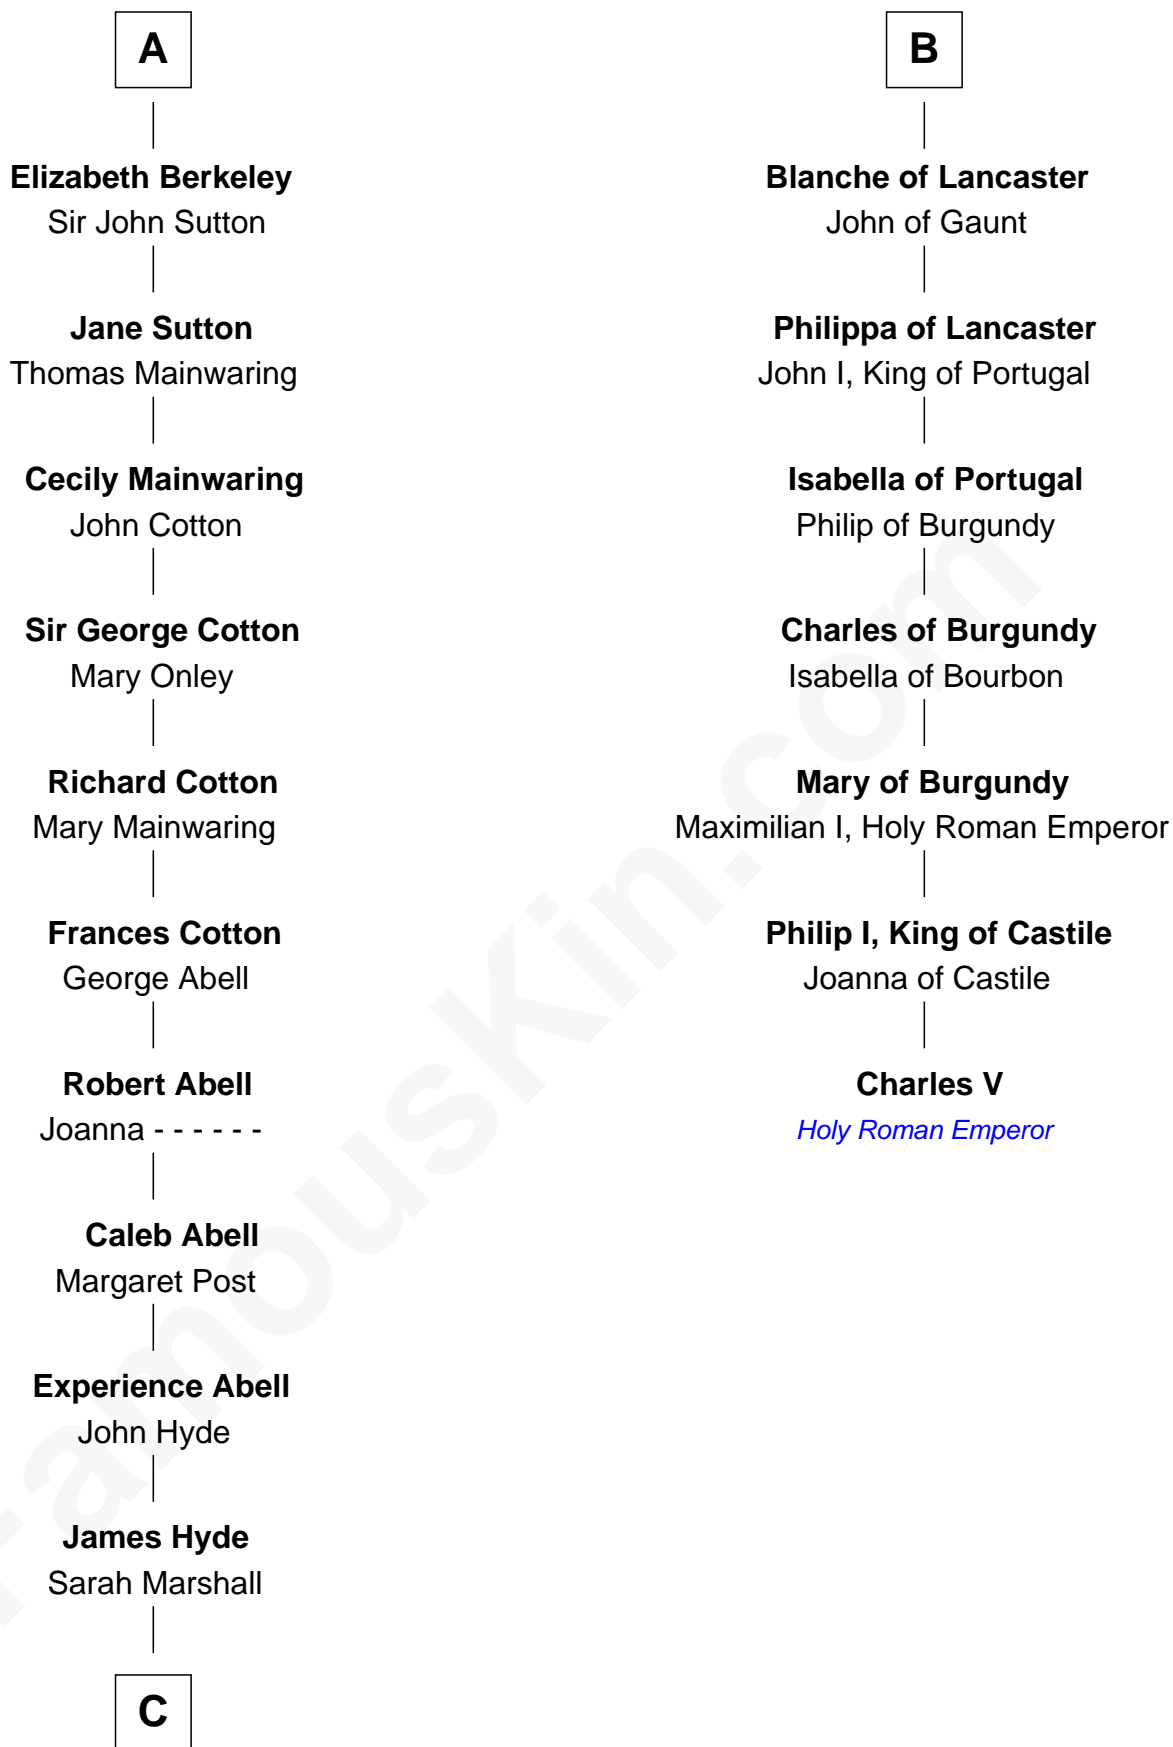 A
Elizabeth Berkeley
Sir John Sutton
Jane Sutton
Thomas Mainwaring
Cecily Mainwaring
John Cotton
Sir George Cotton
Mary Onley
Richard Cotton
Mary Mainwaring
Frances Cotton
George Abell
Robert Abell
Joanna - - - - - -
Caleb Abell
Margaret Post
Experience Abell
John Hyde
James Hyde
Sarah Marshall
C
B
Blanche of Lancaster
John of Gaunt
Philippa of Lancaster
John I, King of Portugal
Isabella of Portugal
Philip of Burgundy
Charles of Burgundy
Isabella of Bourbon
Mary of Burgundy
Maximilian I, Holy Roman Emperor
Philip I, King of Castile
Joanna of Castile
Charles V
Holy Roman Emperor
FamousKin.com